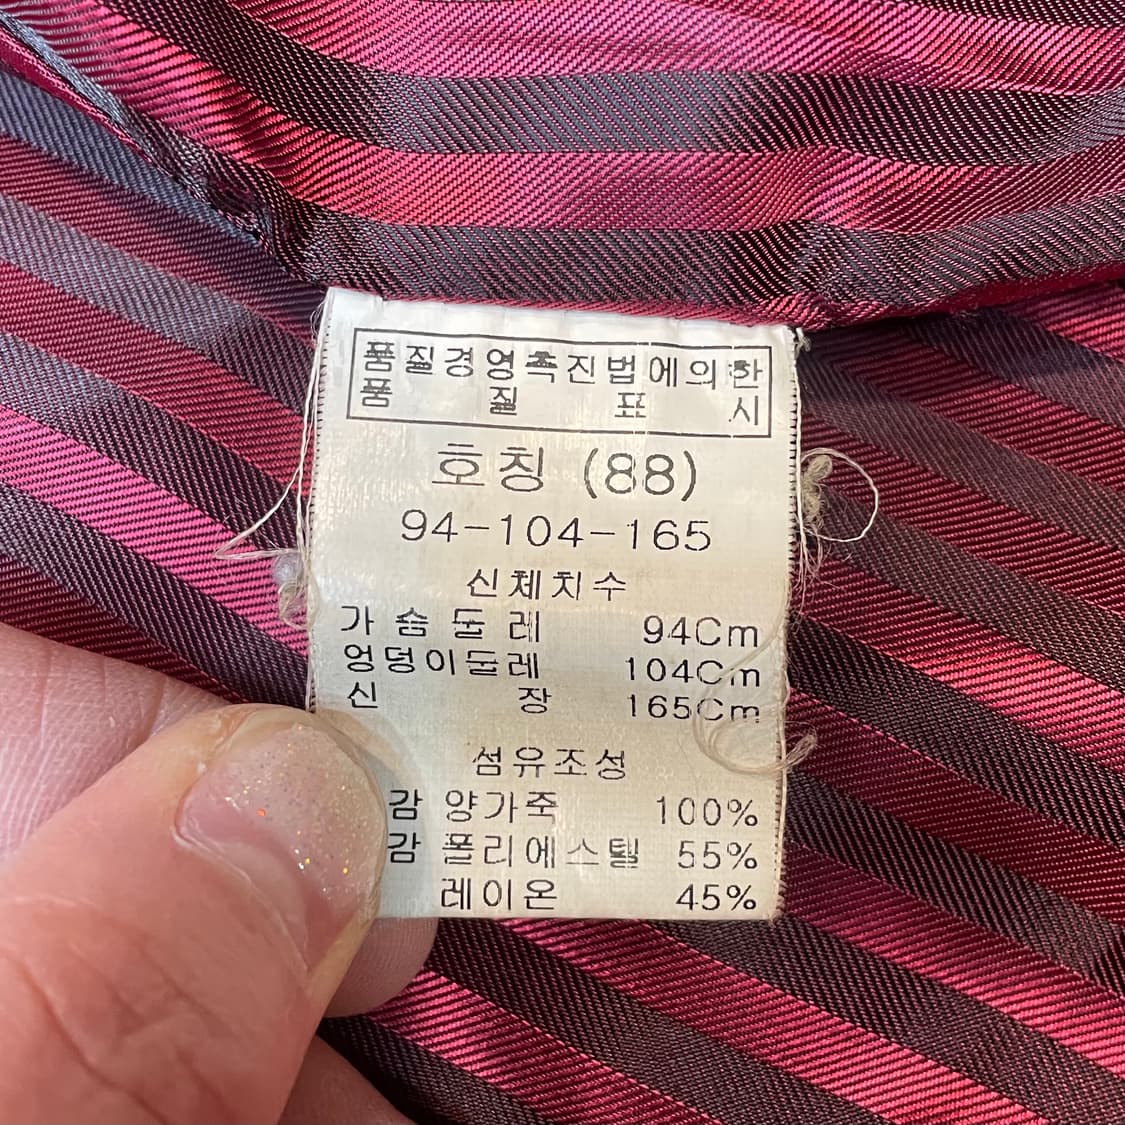 품질경영촉진법에의한
품 질 표 시
호칭 (88)
94-104-165
신체치수
가 슴 둘 레 94Cm
엉덩이둘레 104Cm
신 장 165Cm
섬유조성
감 양가죽 100%
감 폴리에스텔 55%
레이온 45%